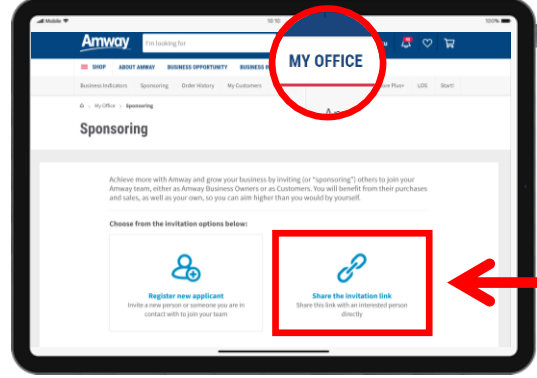 Mobile
10:10
100%
Amway
I'm looking for
MY OFFICE
SHOP ABOUT AMWAY BUSINESS OPPORTUNITY BUSINESS
Business Indicators Sponsoring Order History My Customers LOS Start!
My Office > Sponsoring
Sponsoring
Achieve more with Amway and grow your business by inviting (or "sponsoring") others to join your
Amway team, either as Amway Business Owners or as Customers. You will benefit from their purchases
and sales, as well as your own, so you can aim higher than you would by yourself.
Choose from the invitation options below:
Register new applicant
Invite a new person or someone you are in
contact with to join your team
Share the invitation link
Share this link with an interested person
directly